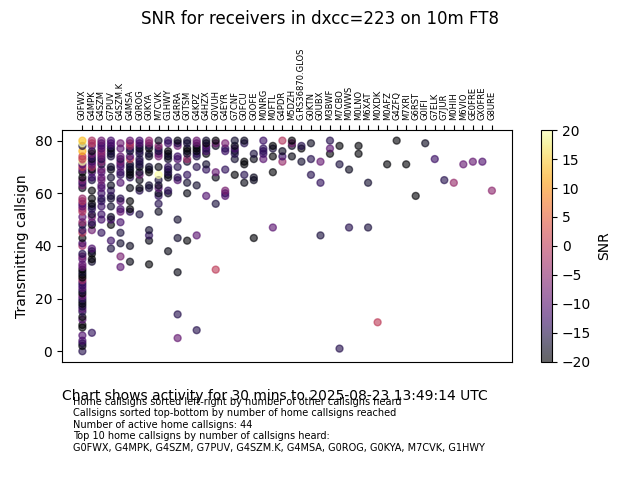 SNR for receivers in dxcc=223 on 10m FT8
G0FWX
G4MPK
G4SZM
G7PUV
G4SZM.K
G4MSA
G0ROG
G0KYA
M7CVK
G1HWY
G4RRA
G0TSM
G4KPZ
G4HZX
G0VUH
G4EYR
G7CNF
G0FCU
G0OFE
M0NRG
M0FTL
G4PDR
M5DZH
G.RS36870.GLOS
G0KTN
G0UBX
M3BWF
M7CBO
M0WWS
M0LNO
M6XAT
M0XDK
M0AFZ
G4ZFQ
M7XRI
G6RST
G0IFI
G7ELK
G7JUR
M0HIH
M6VIO
GE0FRE
GX0FRE
G8URE
80
60
40
20
0
Transmitting callsign
20
15
10
5
0
−5
−10
−15
−20
SNR
Chart shows activity for 30 mins to 2025-08-23 13:49:14 UTC
Home callsigns sorted left-right by number of other callsigns heard
Callsigns sorted top-bottom by number of home callsigns reached
Number of active home callsigns: 44
Top 10 home callsigns by number of callsigns heard:
G0FWX, G4MPK, G4SZM, G7PUV, G4SZM.K, G4MSA, G0ROG, G0KYA, M7CVK, G1HWY